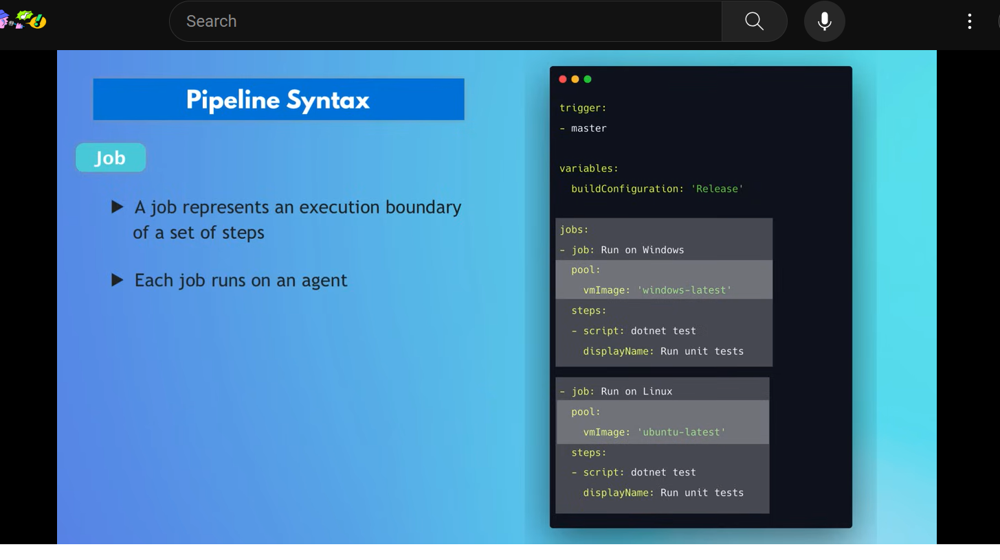 Search
Pipeline Syntax
Job
A job represents an execution boundary
of a set of steps
Each job runs on an agent
trigger:
- master
variables:
buildConfiguration: 'Release'
jobs:
- job: Run on Windows
pool:
vmImage: 'windows-latest'
steps:
- script: dotnet test
displayName: Run unit tests
- job: Run on Linux
pool:
vmImage: 'ubuntu-latest'
steps:
- script: dotnet test
displayName: Run unit tests